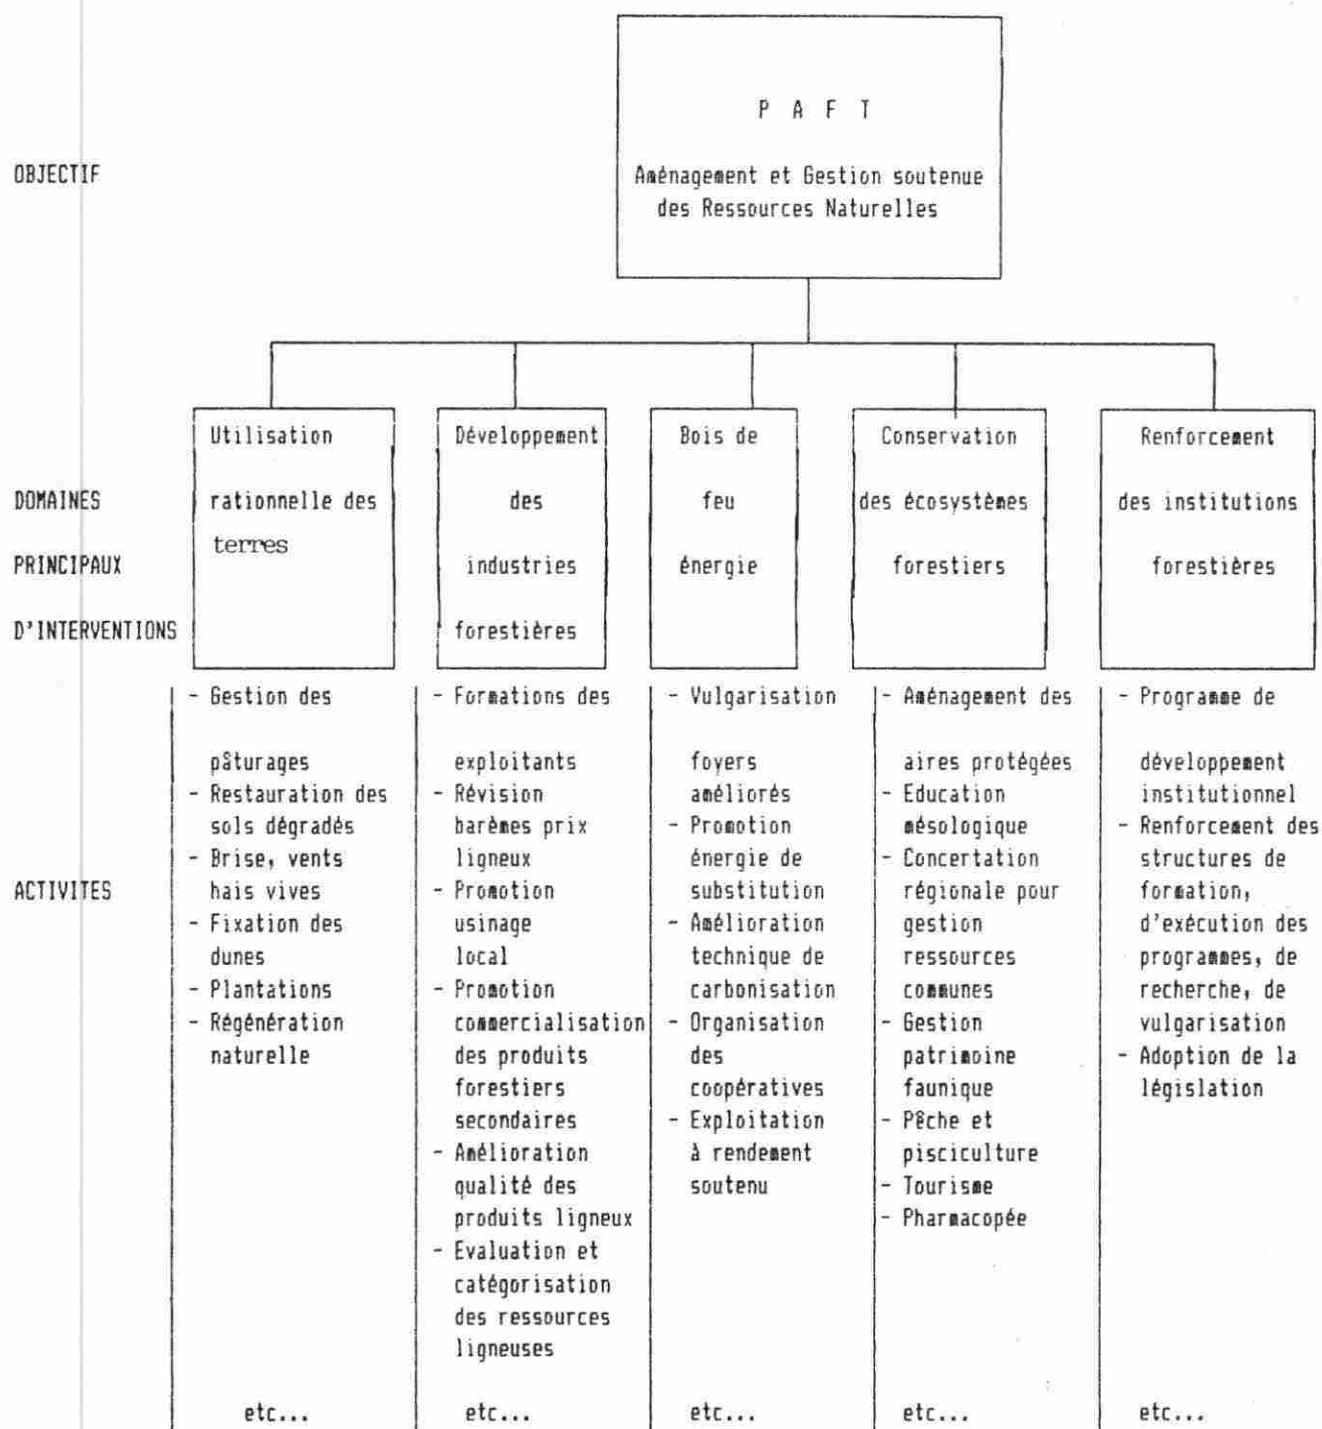 P A F T
OBJECTIF
Aménagement et Gestion soutenue
des Ressources Naturelles
DOMAINES
PRINCIPAUX
D'INTERVENTIONS
Utilisation
rationnelle des
terres
Développement
des
industries
forestières
Bois de
feu
énergie
Conservation
des écosystèmes
forestiers
Renforcement
des institutions
forestières
ACTIVITES
- Gestion des
pâturages
- Restauration des
sols dégradés
- Brise, vents
hais vives
- Fixation des
dunes
- Plantations
- Régénération
naturelle
etc...
- Formations des
exploitants
- Révision
barèmes prix
ligneux
- Promotion
usinage
local
- Promotion
commercialisation
des produits
forestiers
secondaires
- Amélioration
qualité des
produits ligneux
- Evaluation et
catégorisation
des ressources
ligneuses
etc...
- Vulgarisation
foyers
améliorés
- Promotion
énergie de
substitution
- Amélioration
technique de
carbonisation
- Organisation
des
coopératives
- Exploitation
à rendement
soutenu
etc...
- Aménagement des
aires protégées
- Education
mésologique
- Concertation
régionale pour
gestion
ressources
communes
- Gestion
patrimoine
faunique
- Pêche et
pisciculture
- Tourisme
- Pharmacopée
etc...
- Programme de
développement
institutionnel
- Renforcement des
structures de
formation,
d'exécution des
programmes, de
recherche, de
vulgarisation
- Adoption de la
législation
etc...